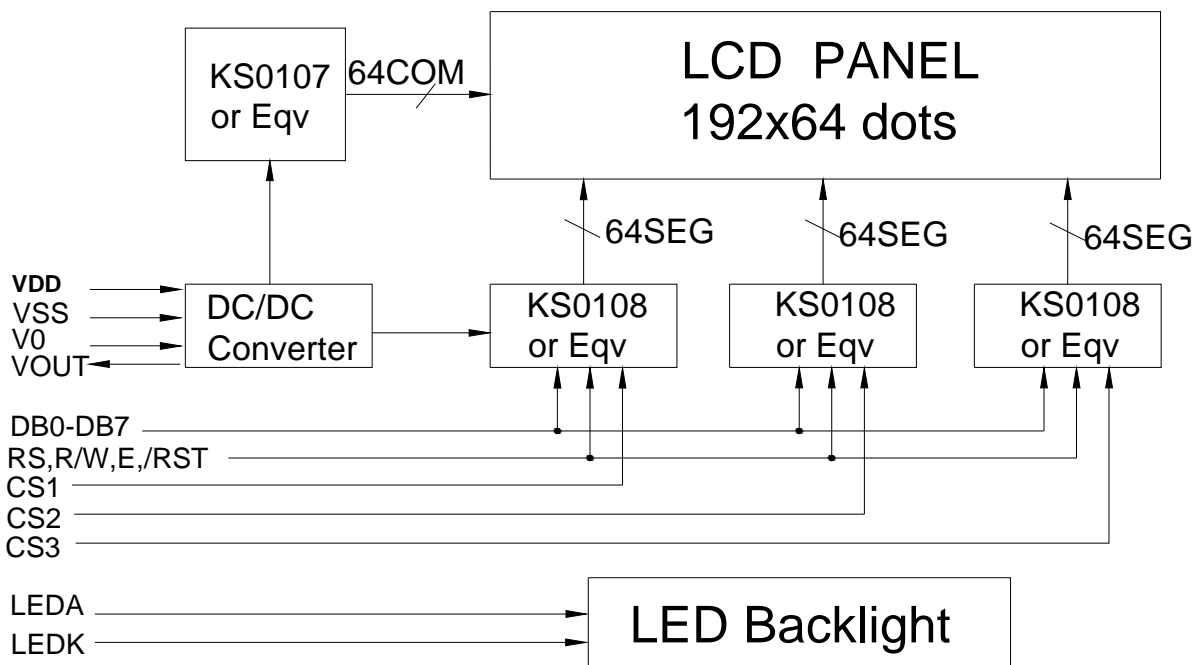 KS0107
or Eqv
64COM
LCD PANEL
192x64 dots
64SEG
64SEG
64SEG
VDD
VSS
V0
VOUT
DC/DC
Converter
KS0108
or Eqv
KS0108
or Eqv
KS0108
or Eqv
DB0-DB7
RS,R/W,E,/RST
CS1
CS2
CS3
LEDA
LEDK
LED Backlight